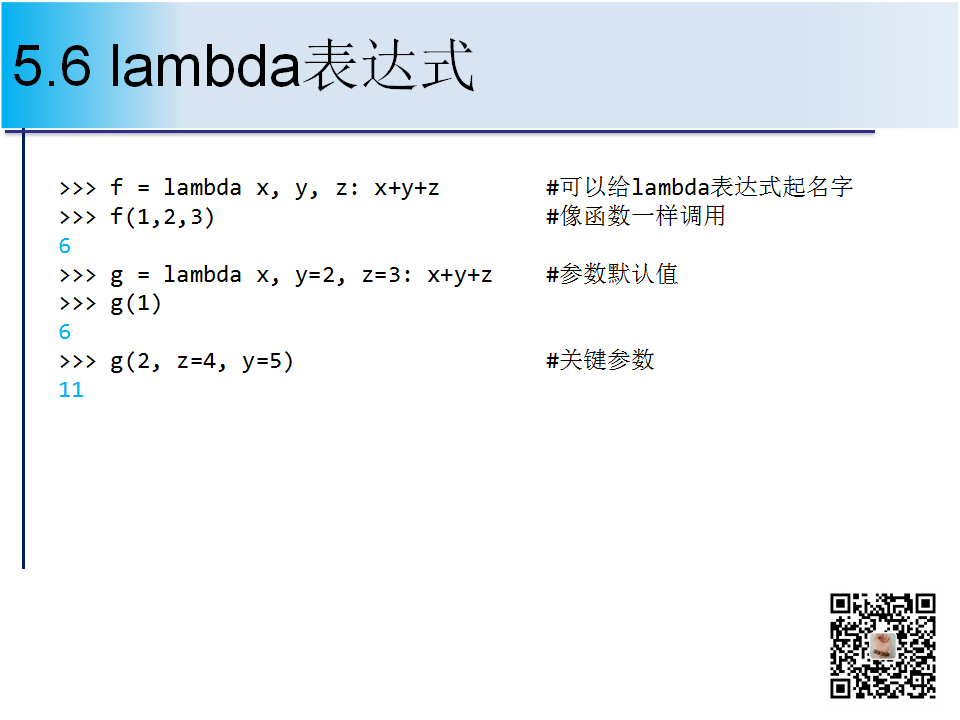 5.6 lambda表达式
>>> f = lambda x, y, z: x+y+z #可以给lambda表达式起名字
>>> f(1,2,3) #像函数一样调用
6
>>> g = lambda x, y=2, z=3: x+y+z #参数默认值
>>> g(1)
6
>>> g(2, z=4, y=5) #关键参数
11